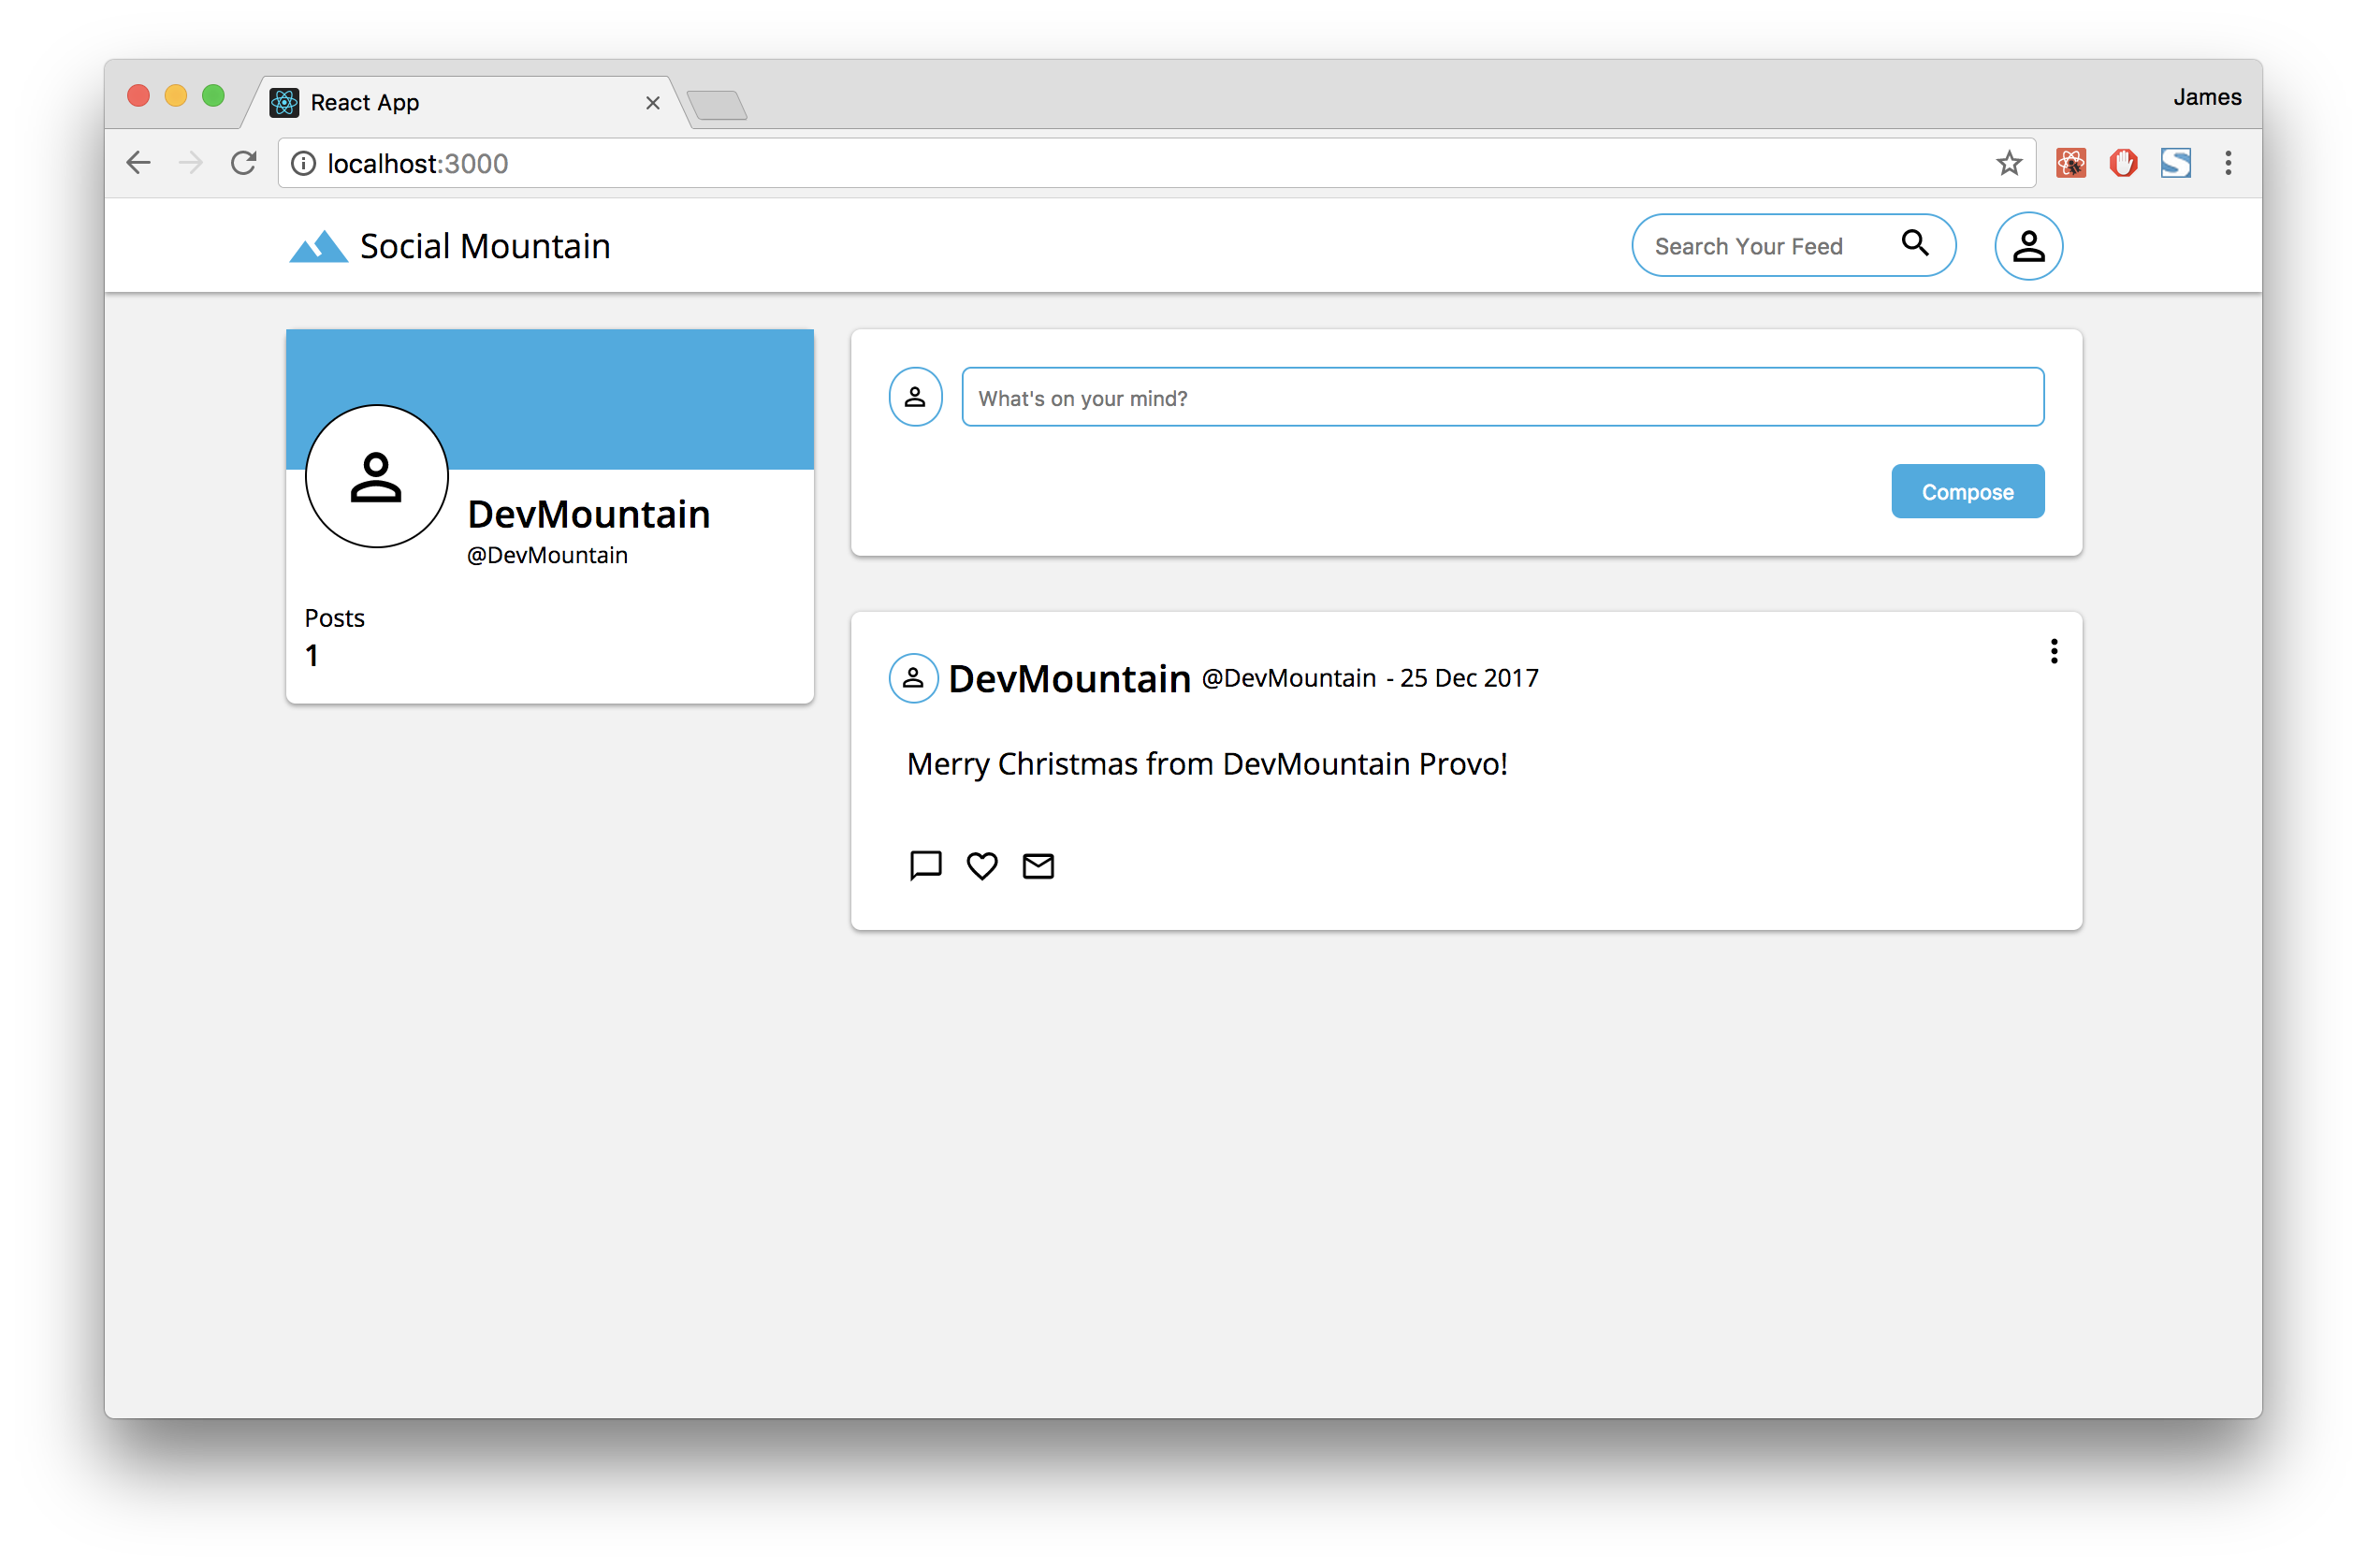 React App
James
localhost:3000
Social Mountain
Search Your Feed
DevMountain
@DevMountain
Posts
1
What's on your mind?
Compose
DevMountain @DevMountain - 25 Dec 2017
Merry Christmas from DevMountain Provo!